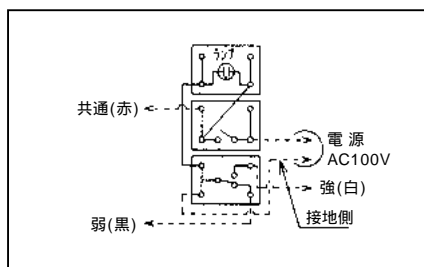 ランプ
共通(赤)
電 源
AC100V
強(白)
接地側
弱(黒)